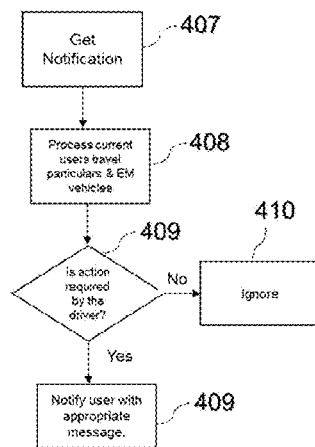 Get
Notification
407
Process current
users travel
particulars & EM
vehicles
408
409
Is action
required
by the
driver?
No
410
Ignore
Yes
Notify user with
appropriate
message.
409